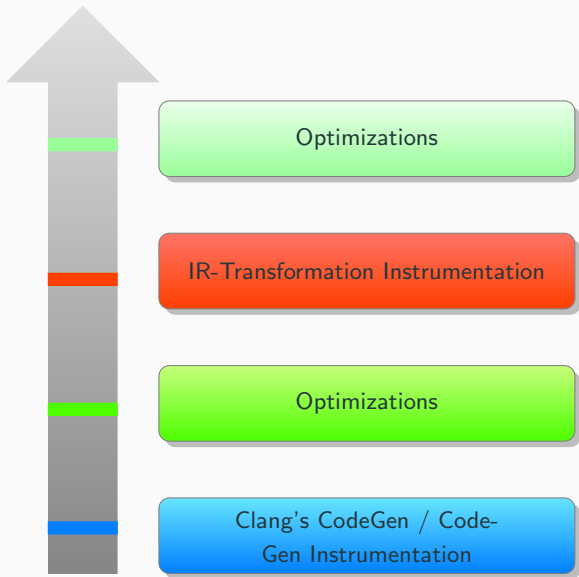 Optimizations
IR-Transformation Instrumentation
Optimizations
Clang's CodeGen / Code-
Gen Instrumentation